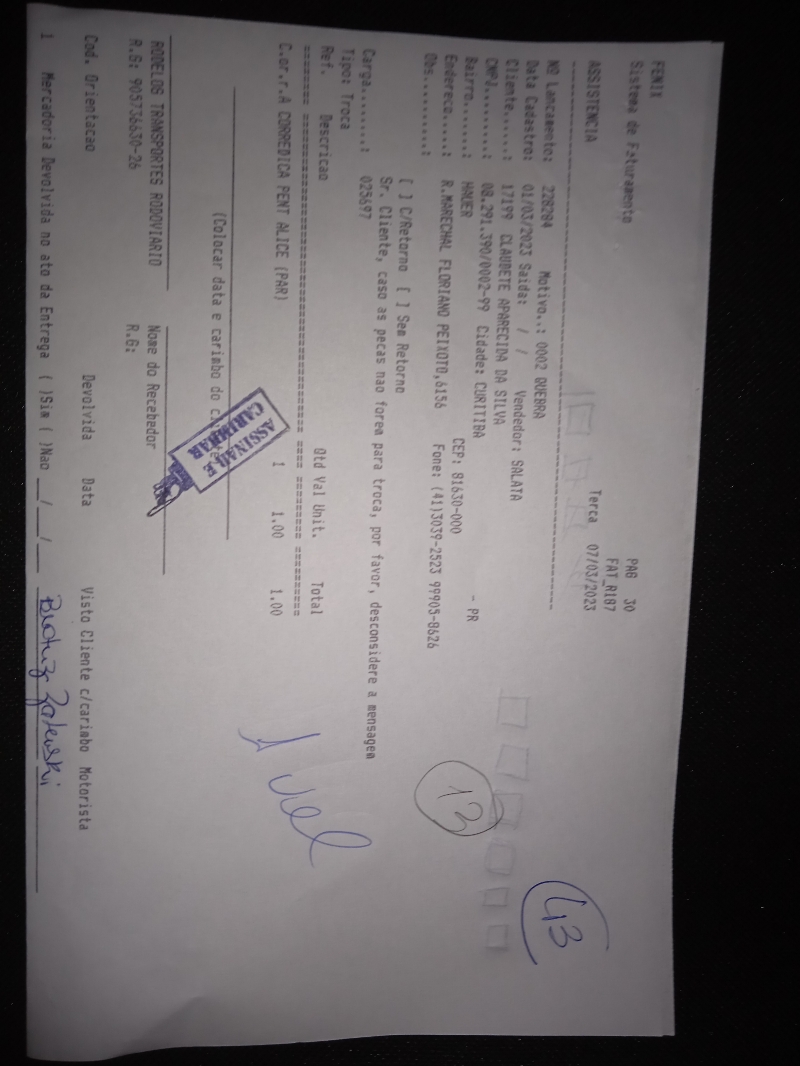 FENIX PAG 30
Sistema de Faturamento FAT_R187
ASSISTENCIA Terca 07/03/2023
Nº Lancamento: 228284 Motivo..: 0002 QUEBRA
Data Cadastro: 01/03/2023 Saida: / / Vendedor: SALATA
Cliente......: 17199 CLAUDETE APARECIDA DA SILVA
CNPJ.........: 08.291.390/0002-99 Cidade: CURITIBA - PR
Bairro.......: HAUER CEP: 81630-000
Endereco.....: R.MARECHAL FLORIANO PEIXOTO,6156 Fone: (41)3039-2523 99905-8626
Obs..........:
[ ] C/Retorno [ ] Sem Retorno
Sr. Cliente, caso as pecas nao forem para troca, por favor, desconsidere a mensagem
Carga........: 025697
Tipo: Troca
Ref. Descricao Qtd Val Unit. Total
C.or.r.A CORREDICA PENT ALICE (PAR) 1 1.00 1.00
(Colocar data e carimbo do
ASSINAR E
CARIMBAR
RODELOG TRANSPORTES RODOVIARIO Nome do Recebedor
R.G: 905736630-26 R.G:
Cod. Orientacao Devolvida Data Visto Cliente c/carimbo Motorista
1 Mercadoria Devolvida no ato da Entrega ( )Sim ( )Nao __/__/__
13
43